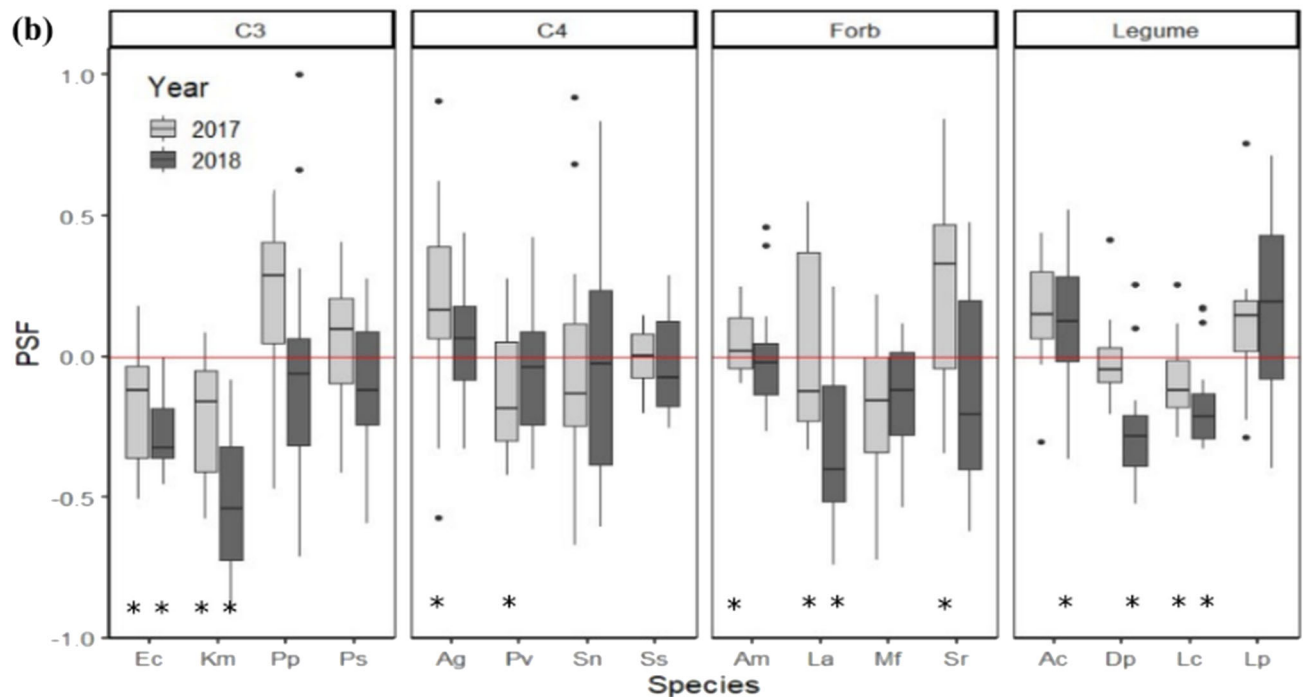 (b)
C3 C4 Forb Legume
Year
2017
2018
1.0
0.5
0.0
-0.5
-1.0
PSF
* * * * * * * * * * * * * *
Ec Km Pp Ps Ag Pv Sn Ss Am La Mf Sr Ac Dp Lc Lp
Species